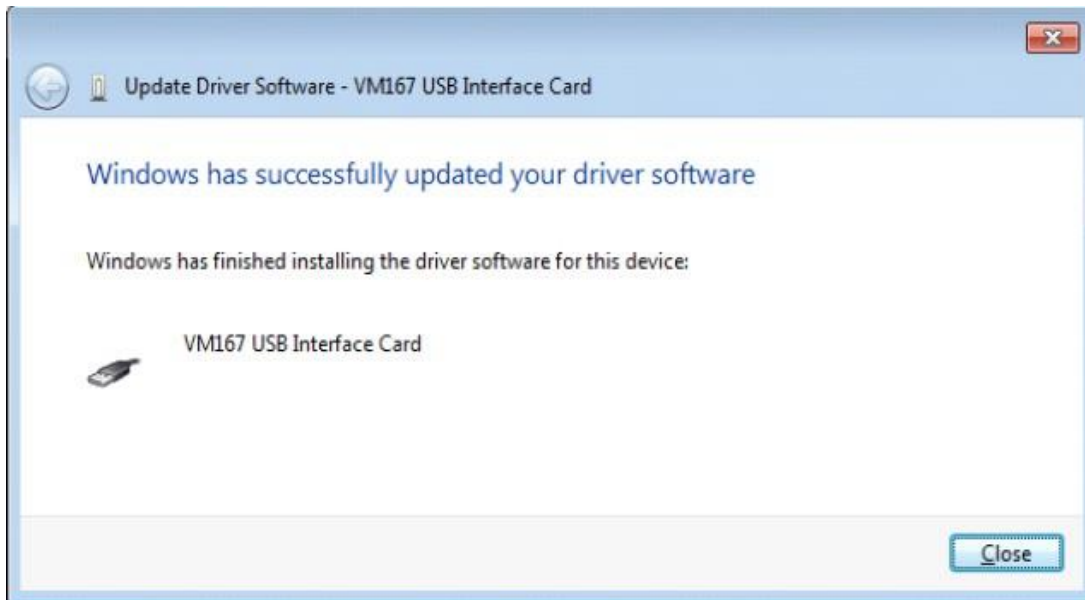 Update Driver Software - VM167 USB Interface Card
Windows has successfully updated your driver software
Windows has finished installing the driver software for this device:
VM167 USB Interface Card
Close